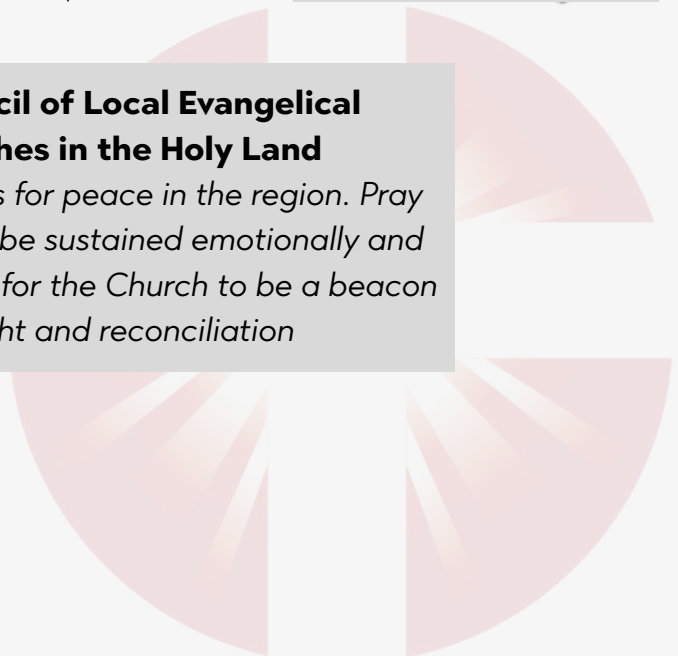 cil of Local Evangelical
hes in the Holy Land
s for peace in the region. Pray
be sustained emotionally and
for the Church to be a beacon
ht and reconciliation